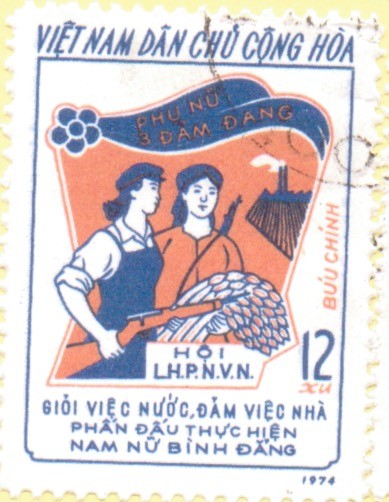 VIỆT NAM DÂN CHỦ CỘNG HÒA
PHỤ NỮ
3 ĐẢM ĐANG
BƯU CHÍNH
HỘI
L.H.P.N.V.N.
12
xu
GIỎI VIỆC NƯỚC, ĐẢM VIỆC NHÀ
PHẤN ĐẤU THỰC HIỆN
NAM NỮ BÌNH ĐẲNG
1974